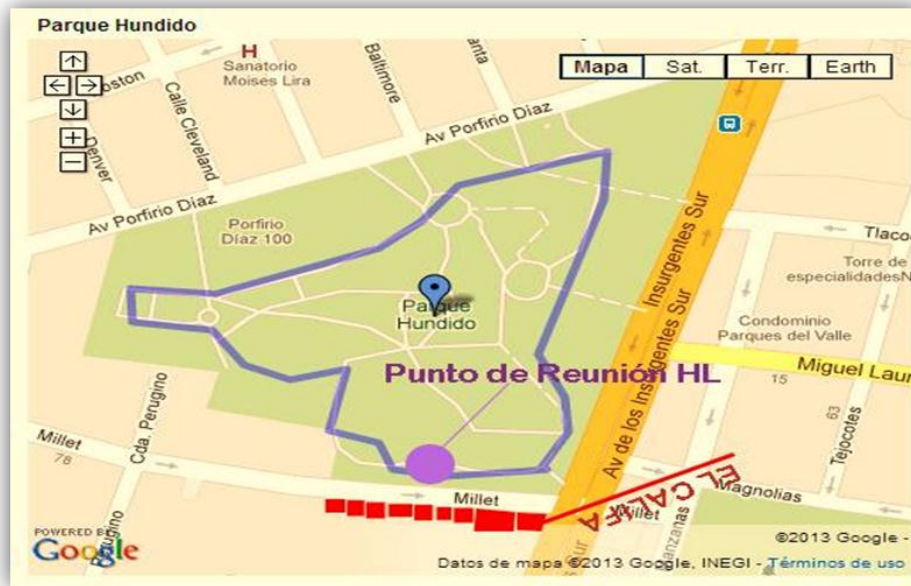 Parque Hundido
H
Sanatorio
Moises Lira
Baltimore
Mapa
Sat.
Terr.
Earth
Calle Cleveland
Av Porfirio Diaz
Av Porfirio Diaz
Porfirio
Díaz 100
Insurgentes Sur
Parque
Hundido
Torre de
especialidades
Condominio
Parques del Valle
Punto de Reunión HL
Miguel Laur
15
63
Tejocotes
Av de los Insurgentes Sur
Cda. Perugino
Millet
78
Millet
EL CALIFA
Millet
Magnolias
Perugino
POWERED BY
Google
©2013 Google -
Datos de mapa ©2013 Google, INEGI - Términos de uso